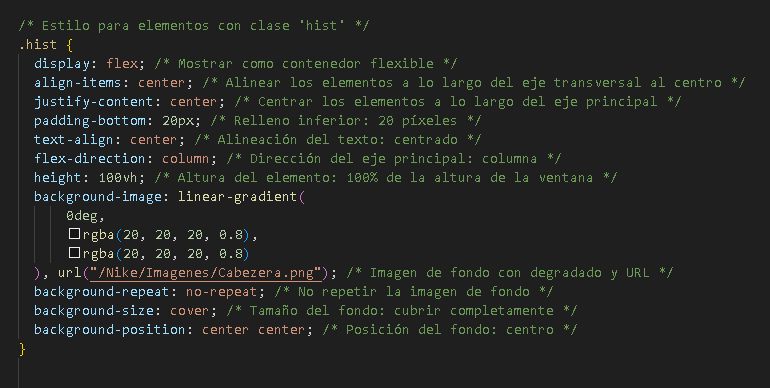 /* Estilo para elementos con clase 'hist' */
.hist {
display: flex; /* Mostrar como contenedor flexible */
align-items: center; /* Alinear los elementos a lo largo del eje transversal al centro */
justify-content: center; /* Centrar los elementos a lo largo del eje principal */
padding-bottom: 20px; /* Relleno inferior: 20 píxeles */
text-align: center; /* Alineación del texto: centrado */
flex-direction: column; /* Dirección del eje principal: columna */
height: 100vh; /* Altura del elemento: 100% de la altura de la ventana */
background-image: linear-gradient(
0deg,
rgba(20, 20, 20, 0.8),
rgba(20, 20, 20, 0.8)
), url("/Nike/Imagenes/Cabezera.png"); /* Imagen de fondo con degradado y URL */
background-repeat: no-repeat; /* No repetir la imagen de fondo */
background-size: cover; /* Tamaño del fondo: cubrir completamente */
background-position: center center; /* Posición del fondo: centro */
}